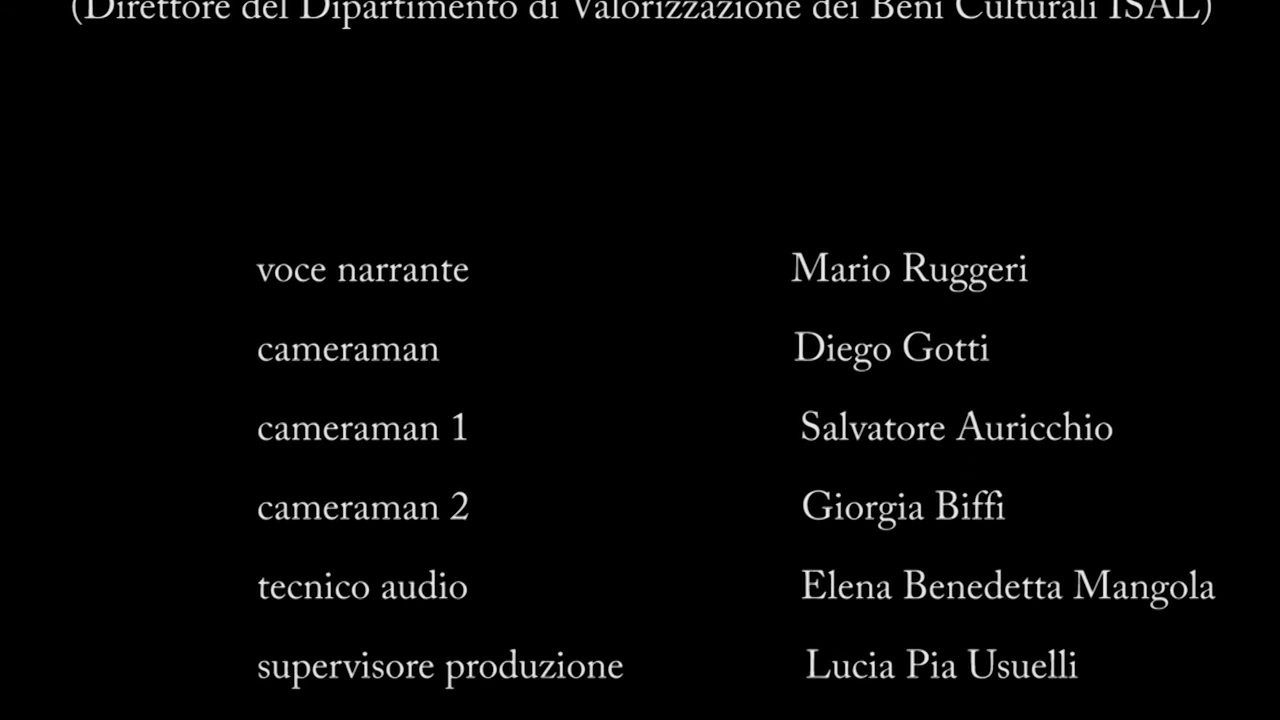 (Direttore del Dipartimento di Valorizzazione dei Beni Culturali ISAL)
voce narrante Mario Ruggeri
cameraman Diego Gotti
cameraman 1 Salvatore Auricchio
cameraman 2 Giorgia Biffi
tecnico audio Elena Benedetta Mangola
supervisore produzione Lucia Pia Usuelli